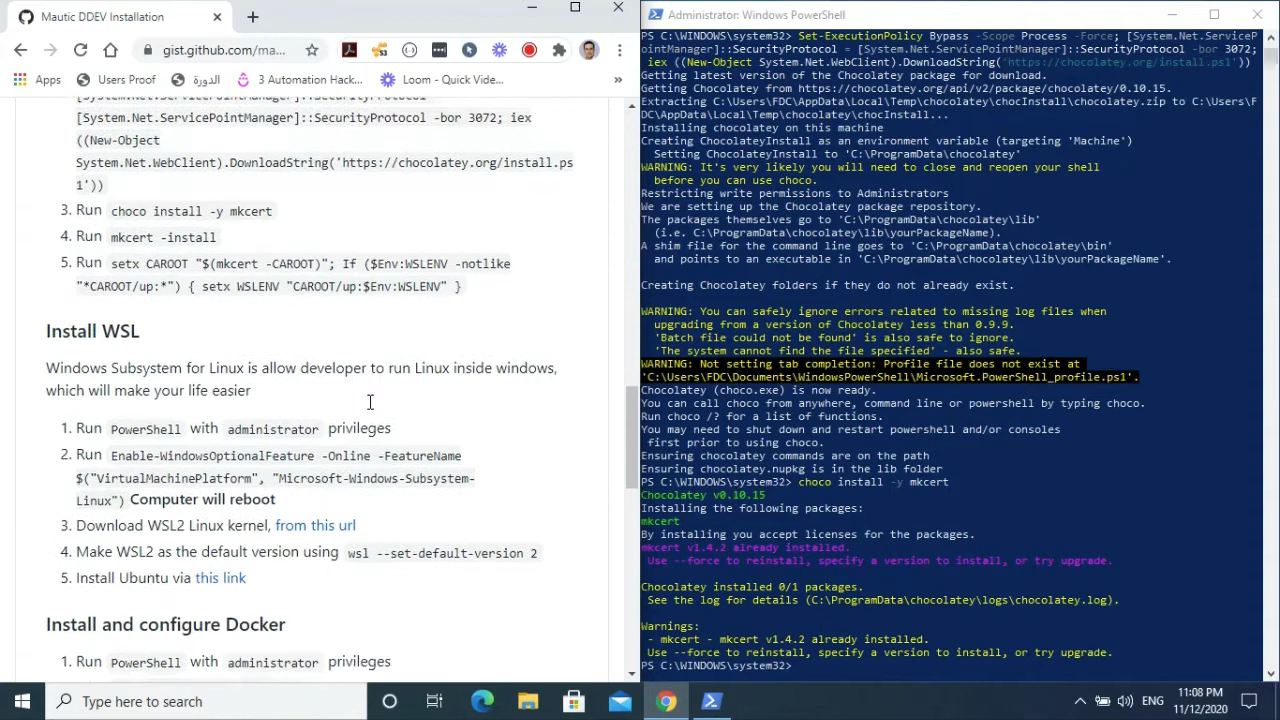 Mautic DDEV Installation
gist.github.com/ma...
Apps
Users Proof
الدورة
3 Automation Hack...
Loom - Quick Vide...
»
[System.Net.ServicePointManager]::SecurityProtocol =
[System.Net.ServicePointManager]::SecurityProtocol -bor 3072; iex
((New-Object
System.Net.WebClient).DownloadString('https://chocolatey.org/install.ps
1'))
3. Run choco install -y mkcert
4. Run mkcert -install
5. Run setx CAROOT "$(mkcert -CAROOT)"; If ($Env:WSLENV -notlike
"*CAROOT/up:*") { setx WSLENV "CAROOT/up:$Env:WSLENV" }
Install WSL
Windows Subsystem for Linux is allow developer to run Linux inside windows,
which will make your life easier
1. Run PowerShell with administrator privileges
2. Run Enable-WindowsOptionalFeature -Online -FeatureName
$("VirtualMachinePlatform", "Microsoft-Windows-Subsystem-
Linux") Computer will reboot
3. Download WSL2 Linux kernel, from this url
4. Make WSL2 as the default version using wsl --set-default-version 2
5. Install Ubuntu via this link
Install and configure Docker
1. Run PowerShell with administrator privileges
Administrator: Windows PowerShell
PS C:\WINDOWS\system32> Set-ExecutionPolicy Bypass -Scope Process -Force; [System.Net.ServiceP
ointManager]::SecurityProtocol = [System.Net.ServicePointManager]::SecurityProtocol -bor 3072;
iex ((New-Object System.Net.WebClient).DownloadString('https://chocolatey.org/install.ps1'))
Getting latest version of the Chocolatey package for download.
Getting Chocolatey from https://chocolatey.org/api/v2/package/chocolatey/0.10.15.
Extracting C:\Users\FDC\AppData\Local\Temp\chocolatey\chocInstall\chocolatey.zip to C:\Users\F
DC\AppData\Local\Temp\chocolatey\chocInstall...
Installing chocolatey on this machine
Creating ChocolateyInstall as an environment variable (targeting 'Machine')
Setting ChocolateyInstall to 'C:\ProgramData\chocolatey'
WARNING: It's very likely you will need to close and reopen your shell
before you can use choco.
Restricting write permissions to Administrators
We are setting up the Chocolatey package repository.
The packages themselves go to 'C:\ProgramData\chocolatey\lib'
(i.e. C:\ProgramData\chocolatey\lib\yourPackageName).
A shim file for the command line goes to 'C:\ProgramData\chocolatey\bin'
and points to an executable in 'C:\ProgramData\chocolatey\lib\yourPackageName'.
Creating Chocolatey folders if they do not already exist.
WARNING: You can safely ignore errors related to missing log files when
upgrading from a version of Chocolatey less than 0.9.9.
'Batch file could not be found' is also safe to ignore.
'The system cannot find the file specified' - also safe.
WARNING: Not setting tab completion: Profile file does not exist at
'C:\Users\FDC\Documents\WindowsPowerShell\Microsoft.PowerShell_profile.ps1'.
Chocolatey (choco.exe) is now ready.
You can call choco from anywhere, command line or powershell by typing choco.
Run choco /? for a list of functions.
You may need to shut down and restart powershell and/or consoles
first prior to using choco.
Ensuring chocolatey commands are on the path
Ensuring chocolatey.nupkg is in the lib folder
PS C:\WINDOWS\system32> choco install -y mkcert
Chocolatey v0.10.15
Installing the following packages:
mkcert
By installing you accept licenses for the packages.
mkcert v1.4.2 already installed.
Use --force to reinstall, specify a version to install, or try upgrade.
Chocolatey installed 0/1 packages.
See the log for details (C:\ProgramData\chocolatey\logs\chocolatey.log).
Warnings:
- mkcert - mkcert v1.4.2 already installed.
Use --force to reinstall, specify a version to install, or try upgrade.
PS C:\WINDOWS\system32>
Type here to search
ENG
11:08 PM
11/12/2020